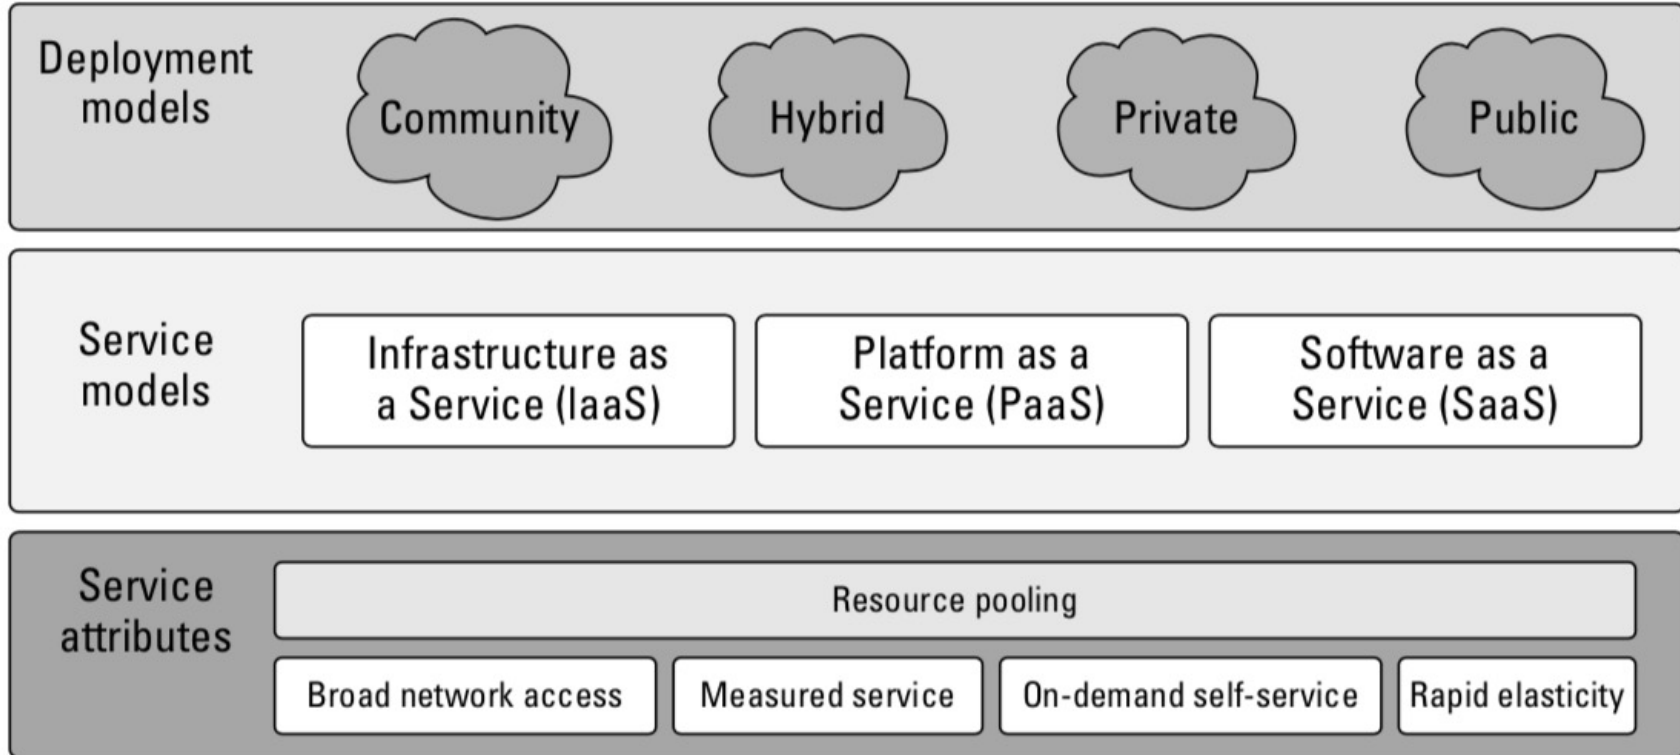 Deployment
models
Community
Hybrid
Private
Public
Service
models
Infrastructure as
a Service (IaaS)
Platform as a
Service (PaaS)
Software as a
Service (SaaS)
Service
attributes
Resource pooling
Broad network access
Measured service
On-demand self-service
Rapid elasticity